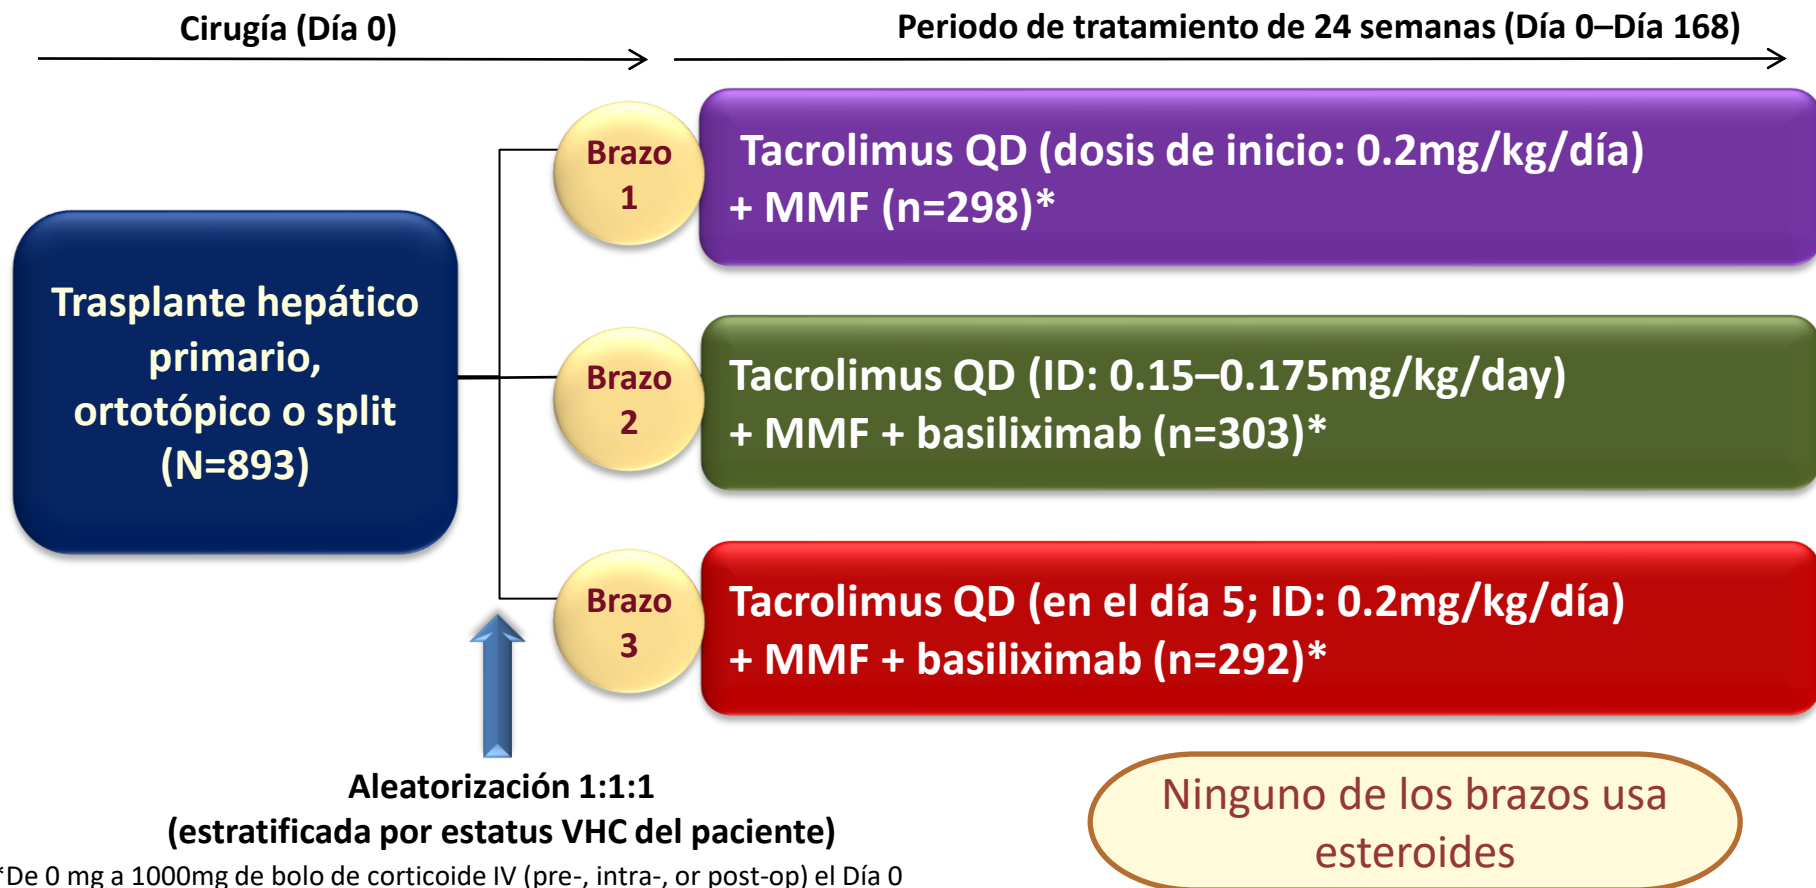 Cirugía (Día 0)
Periodo de tratamiento de 24 semanas (Día 0–Día 168)
Trasplante hepático
primario,
ortotópico o split
(N=893)
Brazo
1
Tacrolimus QD (dosis de inicio: 0.2mg/kg/día)
+ MMF (n=298)*
Brazo
2
Tacrolimus QD (ID: 0.15–0.175mg/kg/day)
+ MMF + basiliximab (n=303)*
Brazo
3
Tacrolimus QD (en el día 5; ID: 0.2mg/kg/día)
+ MMF + basiliximab (n=292)*
Aleatorización 1:1:1
(estratificada por estatus VHC del paciente)
Ninguno de los brazos usa
esteroides
*De 0 mg a 1000mg de bolo de corticoide IV (pre-, intra-, or post-op) el Día 0